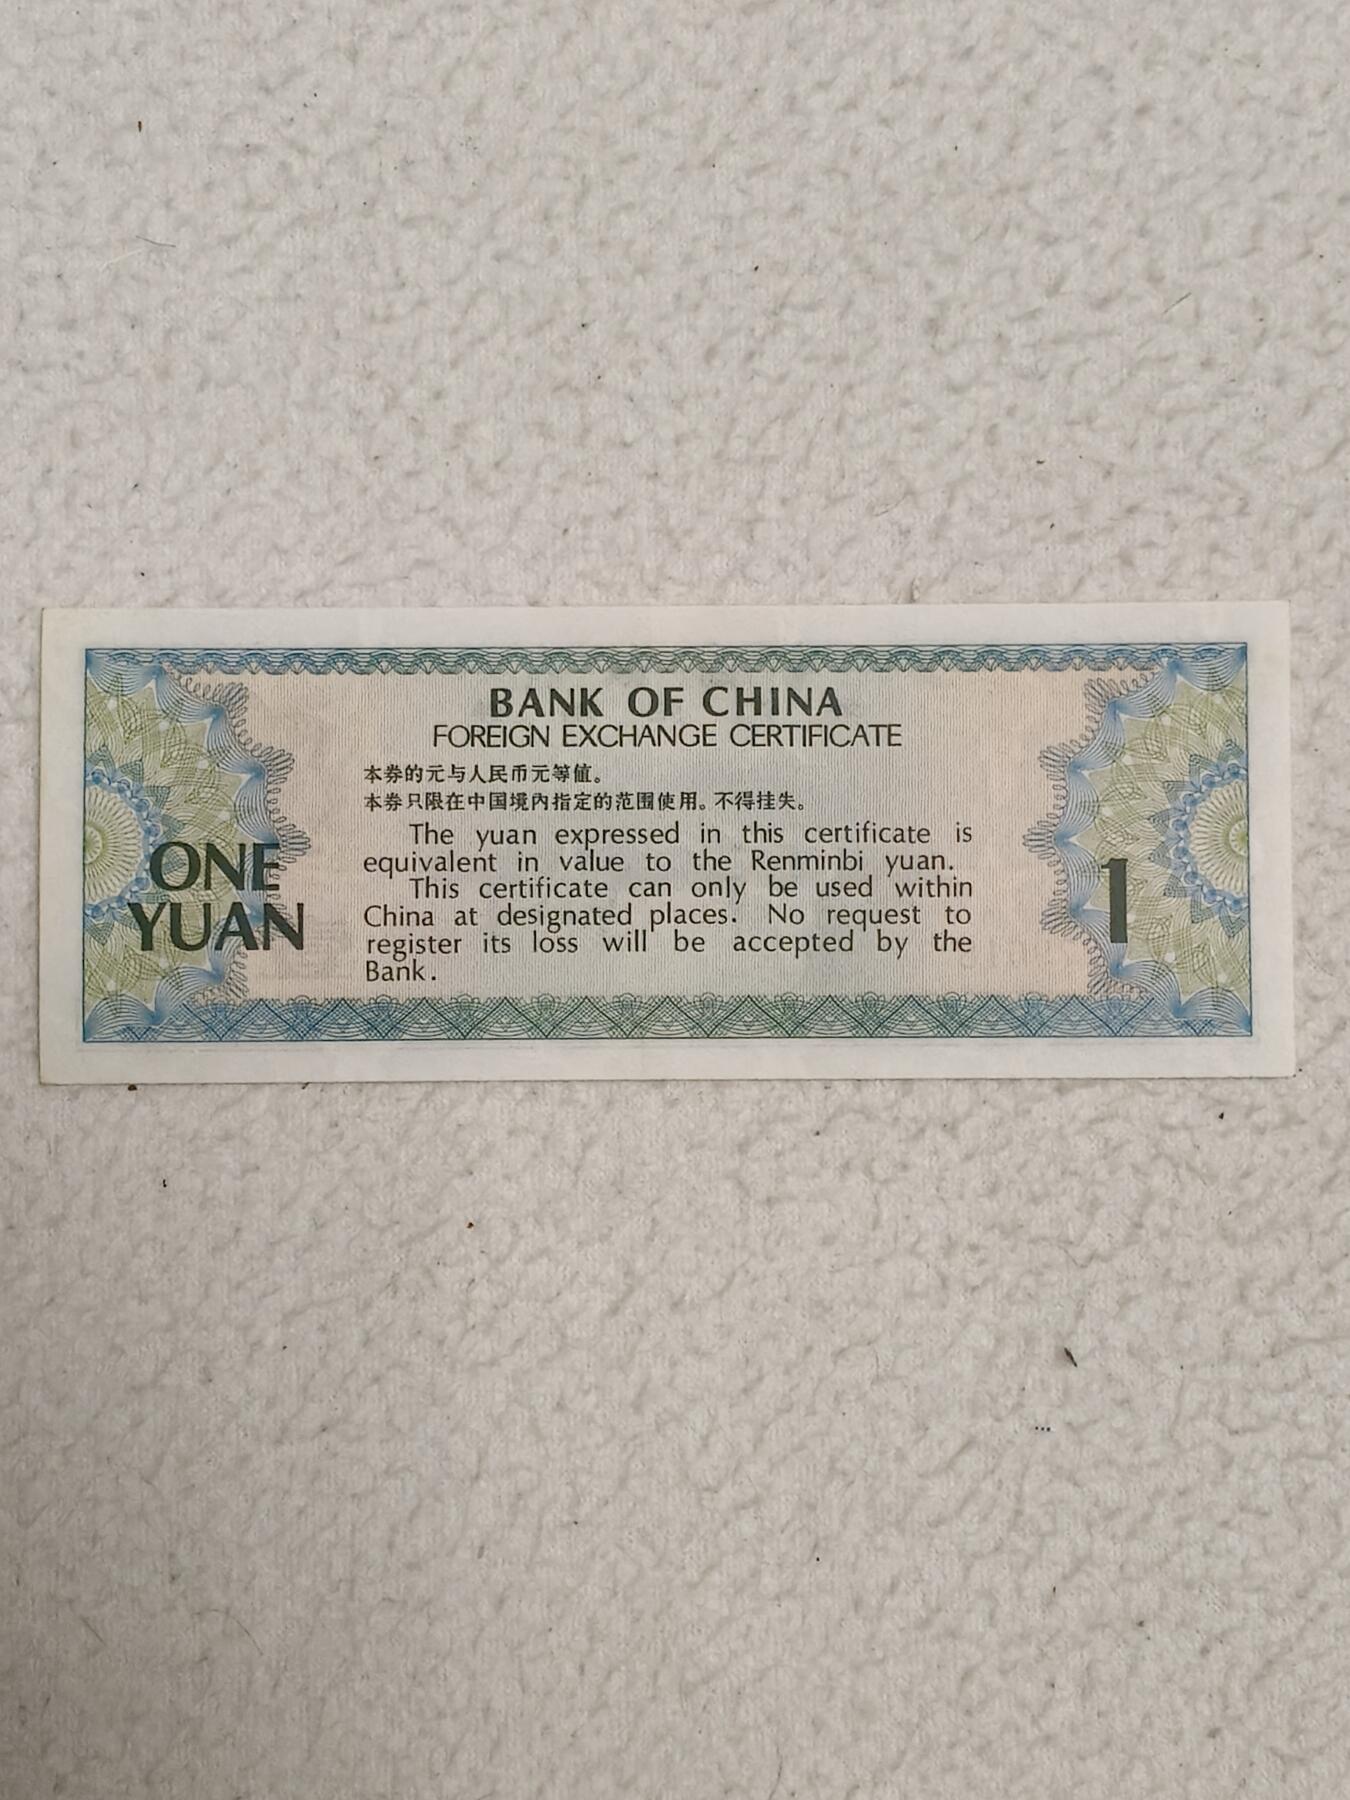 BANK OF CHINA
FOREIGN EXCHANGE CERTIFICATE
本券的元与人民币元等值。
本券只限在中国境内指定的范围使用。不得挂失。
The yuan expressed in this certificate is
equivalent in value to the Renminbi yuan.
This certificate can only be used within
China at designated places. No request to
register its loss will be accepted by the
Bank.
ONE
YUAN
1